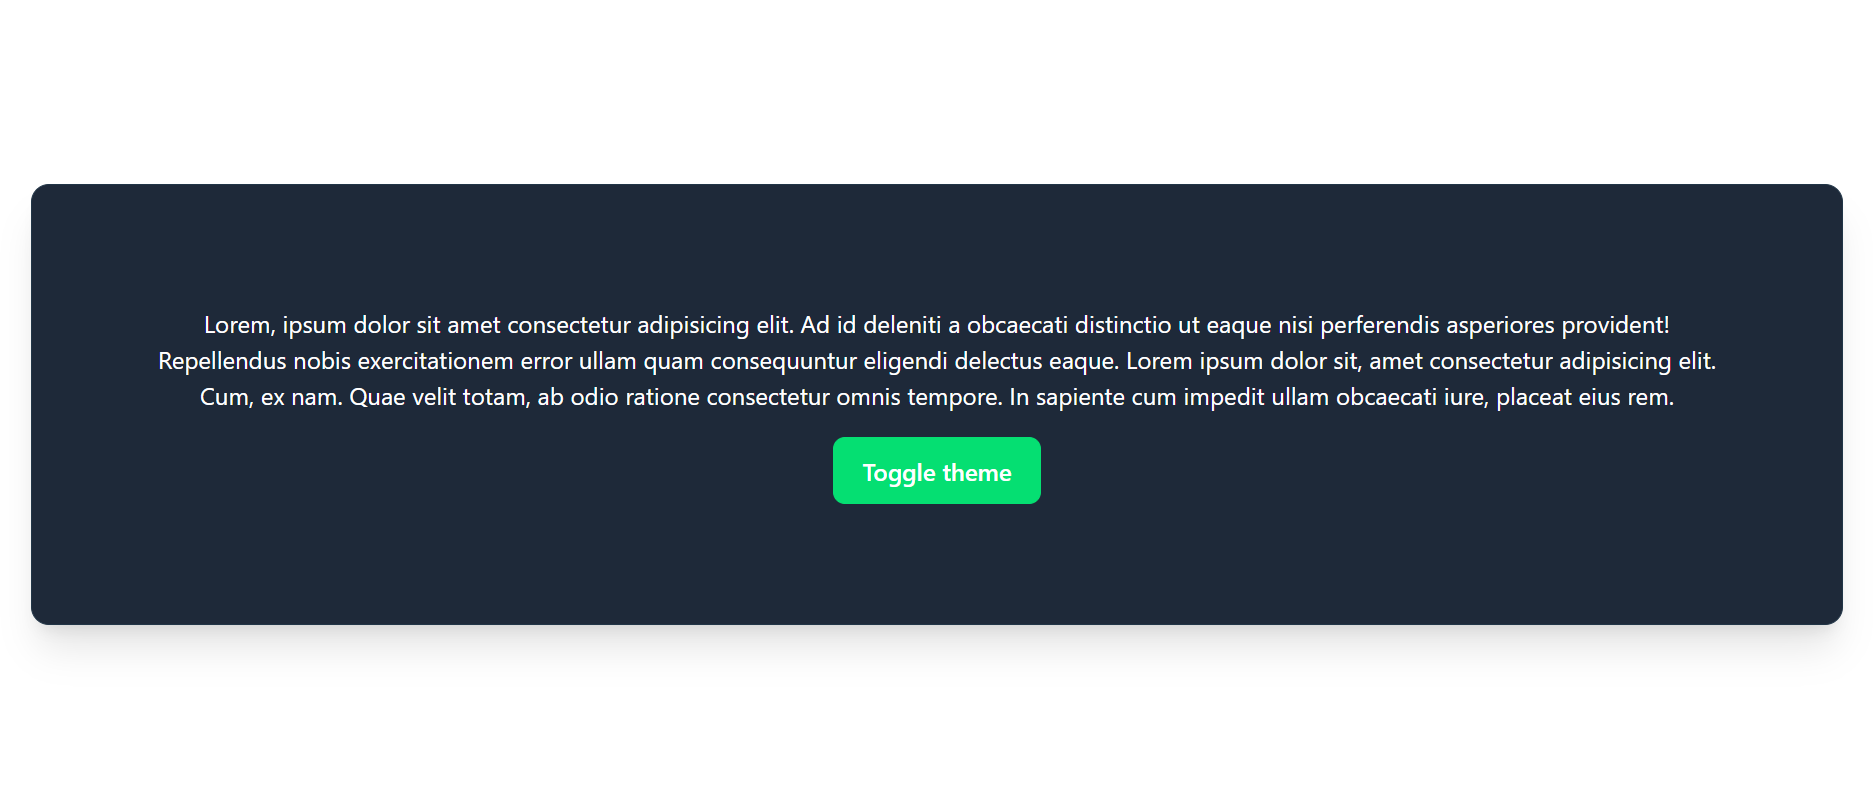 Lorem, ipsum dolor sit amet consectetur adipisicing elit. Ad id deleniti a obcaecati distinctio ut eaque nisi perferendis asperiores provident!
Repellendus nobis exercitationem error ullam quam consequuntur eligendi delectus eaque. Lorem ipsum dolor sit, amet consectetur adipisicing elit.
Cum, ex nam. Quae velit totam, ab odio ratione consectetur omnis tempore. In sapiente cum impedit ullam obcaecati iure, placeat eius rem.
Toggle theme